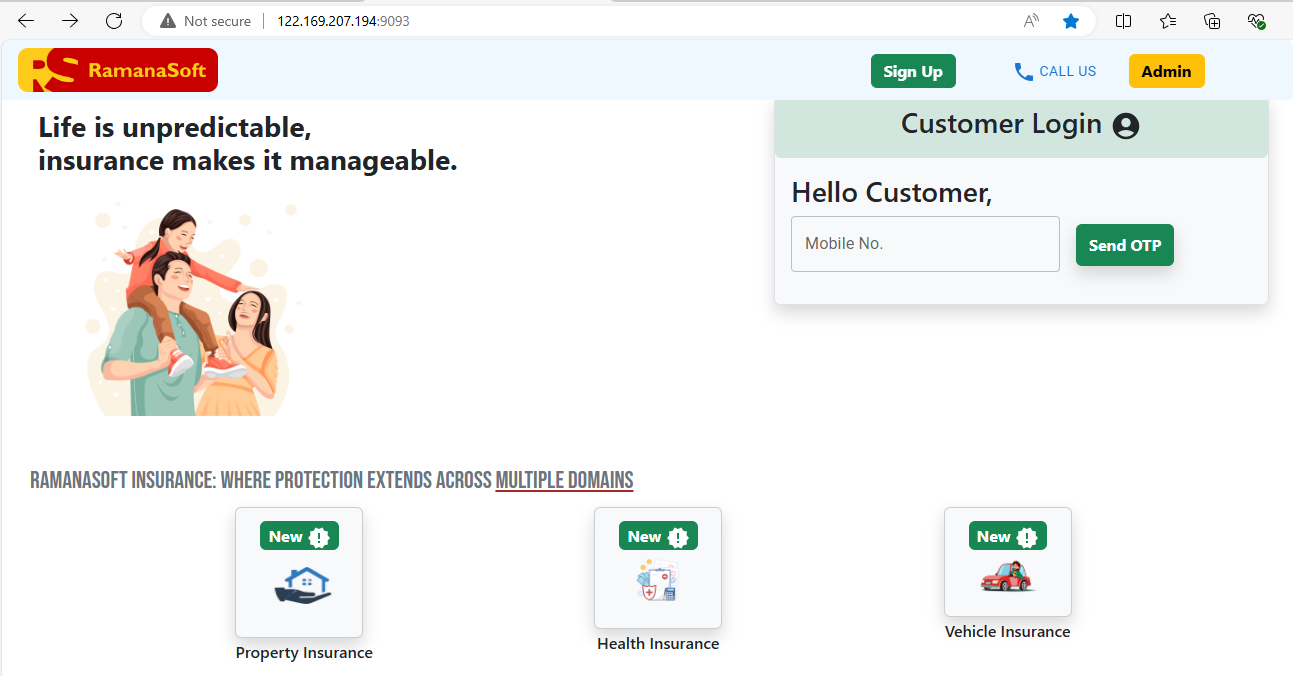 Not secure
122.169.207.194:9093
RS RamanaSoft
Sign Up
CALL US
Admin
Life is unpredictable,
insurance makes it manageable.
Customer Login
Hello Customer,
Mobile No.
Send OTP
RAMANASOFT INSURANCE: WHERE PROTECTION EXTENDS ACROSS MULTIPLE DOMAINS
New
New
New
Property Insurance
Health Insurance
Vehicle Insurance